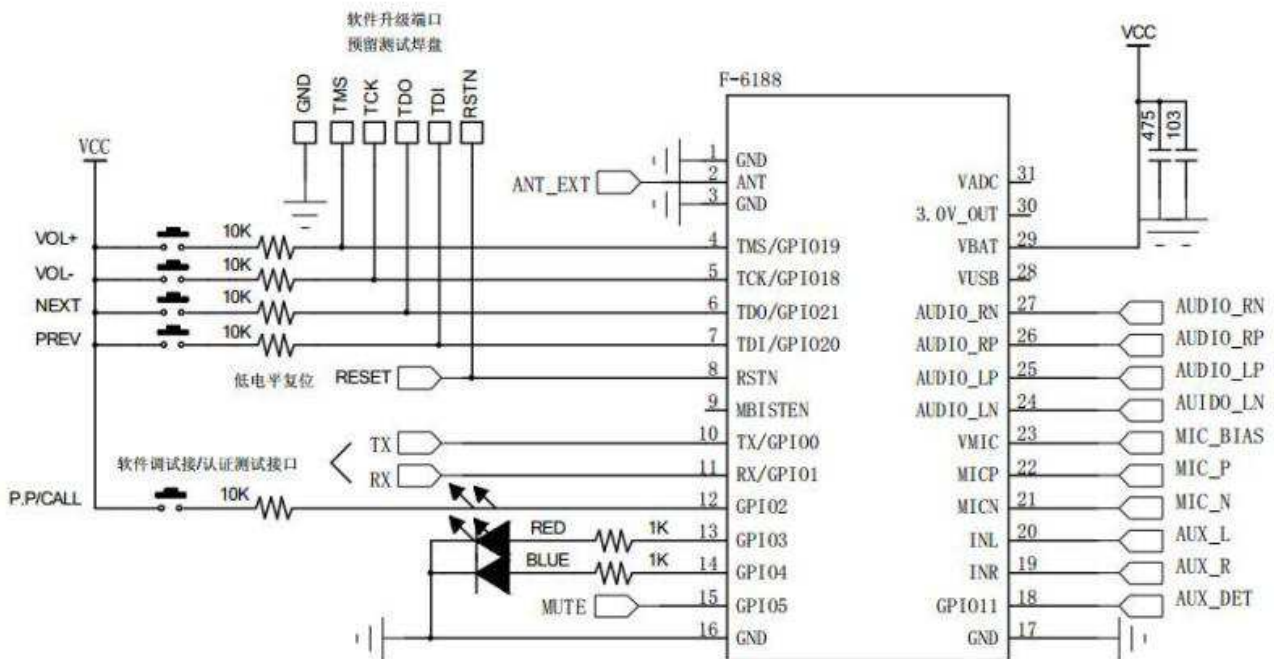 软件升级端口
预留测试焊盘
GND
TMS
TCK
TDO
TDI
RSTN
VCC
VOL+
10K
VOL-
10K
NEXT
10K
PREV
10K
低电平复位
RESET
TX
RX
软件调试接/认证测试接口
P.P/CALL
10K
RED
1K
BLUE
1K
MUTE
ANT_EXT
F-6188
1 GND
2 ANT
3 GND
4 TMS/GPIO19
5 TCK/GPIO18
6 TDO/GPIO21
7 TDI/GPIO20
8 RSTN
9 MBISTEN
10 TX/GPIO0
11 RX/GPIO1
12 GPIO2
13 GPIO3
14 GPIO4
15 GPIO5
16 GND
VCC
475
103
VADC 31
3.0V_OUT 30
VBAT 29
VUSB 28
AUDIO_RN 27 AUDIO_RN
AUDIO_RP 26 AUDIO_RP
AUDIO_LP 25 AUDIO_LP
AUDIO_LN 24 AUIDO_LN
VMIC 23 MIC_BIAS
MICP 22 MIC_P
MICN 21 MIC_N
INL 20 AUX_L
INR 19 AUX_R
GPIO11 18 AUX_DET
GND 17